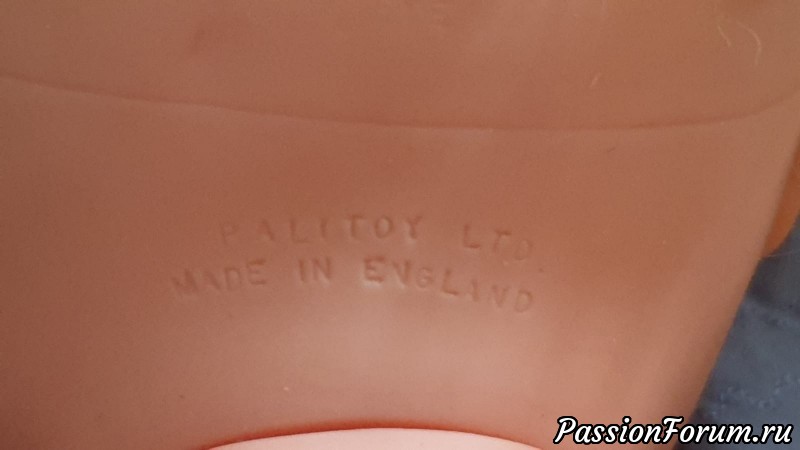 PALITOY LTD.
MADE IN ENGLAND
PassionForum.ru